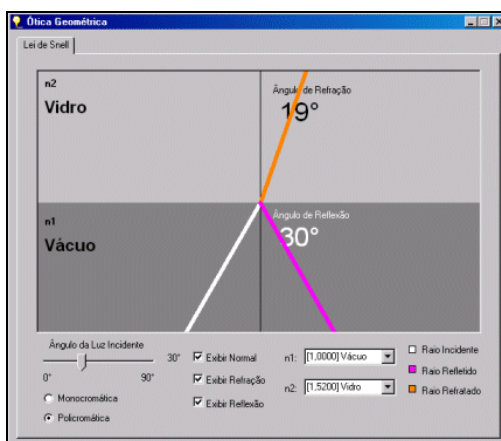 Ótica Geométrica
Lei de Snell
n2
Vidro
Ângulo de Refração
19°
n1
Vácuo
Ângulo de Reflexão
30°
Ângulo da Luz Incidente
30°
0°
90°
Monocromática
Policromática
Exibir Normal
Exibir Refração
Exibir Reflexão
n1: [1,0000] Vácuo
n2: [1,5200] Vidro
Raio Incidente
Raio Refletido
Raio Refratado